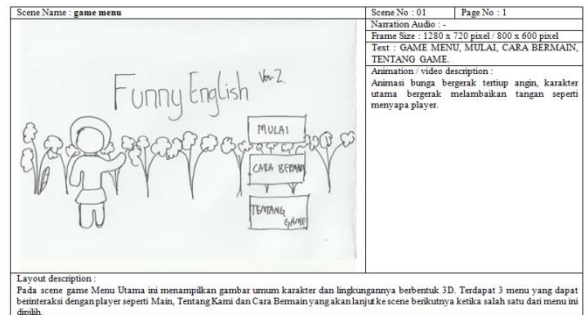 Scene Name : game menu
Scene No : 01
Page No : 1
Narration Audio : -
Frame Size : 1280 x 720 pixel / 800 x 600 pixel
Text : GAME MENU, MULAI, CARA BERMAIN,
TENTANG GAME.
Animation / video description :
Animasi bunga bergerak tertiup angin, karakter
utama bergerak melambaikan tangan seperti
menyapa player.
Funny English Ver 2
MULAI
CARA BERMAIN
TENTANG
GAME
Layout description :
Pada scene game Menu Utama ini menampilkan gambar umum karakter dan lingkungannya berbentuk 3D. Terdapat 3 menu yang dapat
berinteraksi dengan player seperti Main, Tentang Kami dan Cara Bermain yang akan lanjut ke scene berikutnya ketika salah satu dari menu ini
dipilih.